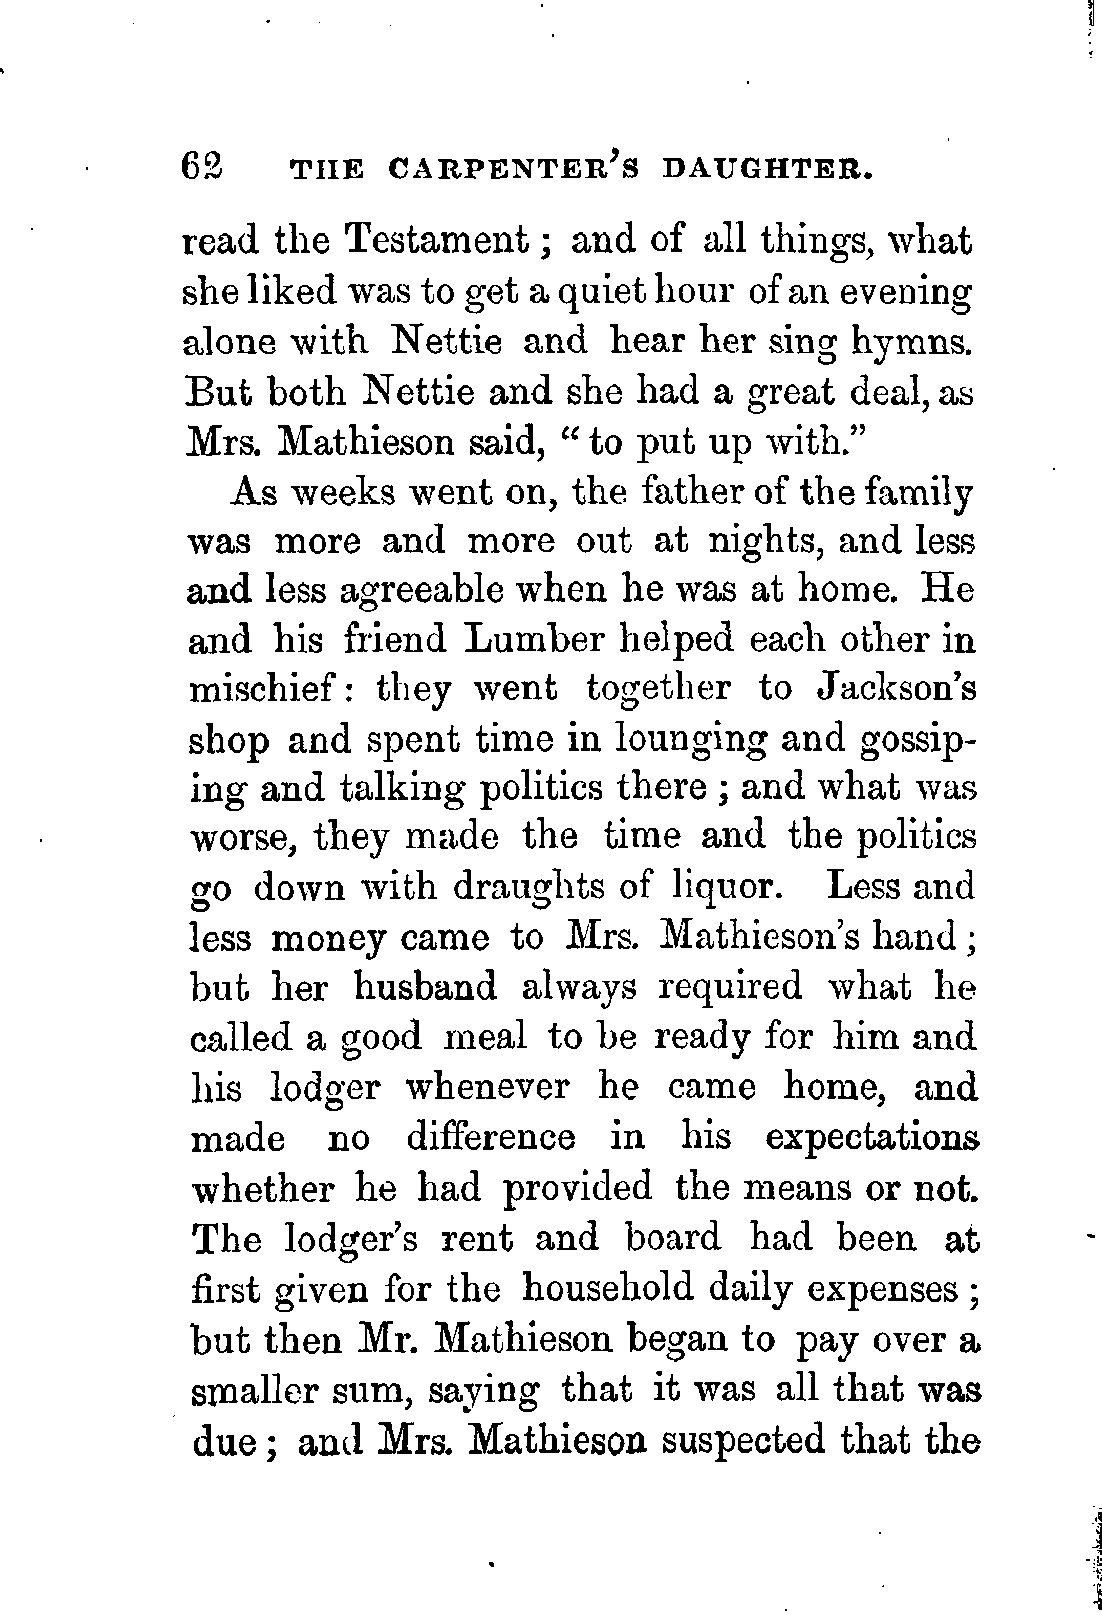 62 THE CARPENTER'S DAUGHTER.
read the Testament ; and of all things, what
she liked was to get a quiet hour of an evening
alone with Nettie and hear her sing hymns.
But both Nettie and she had a great deal, as
Mrs. Mathieson said, “ to put up with.”
As weeks went on, the father of the family
was more and more out at nights, and less
and less agreeable when he was at home. He
and his friend Lumber helped each other in
mischief : they went together to Jackson's
shop and spent time in lounging and gossip-
ing and talking politics there ; and what was
worse, they made the time and the politics
go down with draughts of liquor. Less and
less money came to Mrs. Mathieson's hand ;
but her husband always required what he
called a good meal to be ready for him and
his lodger whenever he came home, and
made no difference in his expectations
whether he had provided the means or not.
The lodger's rent and board had been at
first given for the household daily expenses ;
but then Mr. Mathieson began to pay over a
smaller sum, saying that it was all that was
due ; and Mrs. Mathieson suspected that the